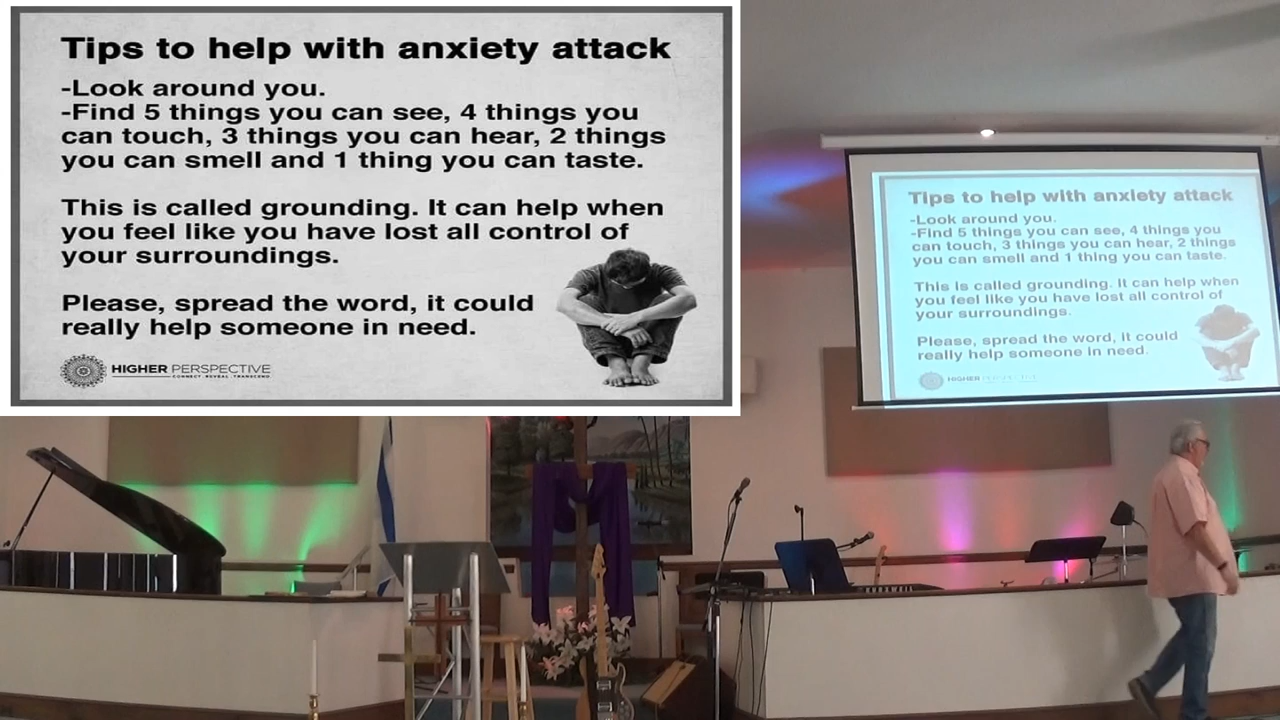 Tips to help with anxiety attack
-Look around you.
-Find 5 things you can see, 4 things you
can touch, 3 things you can hear, 2 things
you can smell and 1 thing you can taste.
This is called grounding. It can help when
you feel like you have lost all control of
your surroundings.
Please, spread the word, it could
really help someone in need.
HIGHER PERSPECTIVE
CONNECT REVEAL TRANSCEND
Tips to help with anxiety attack
-Look around you.
-Find 5 things you can see, 4 things you
can touch, 3 things you can hear, 2 things
you can smell and 1 thing you can taste.
This is called grounding. It can help when
you feel like you have lost all control of
your surroundings.
Please, spread the word, it could
really help someone in need.
HIGHER PERSPECTIVE
KURZWEIL